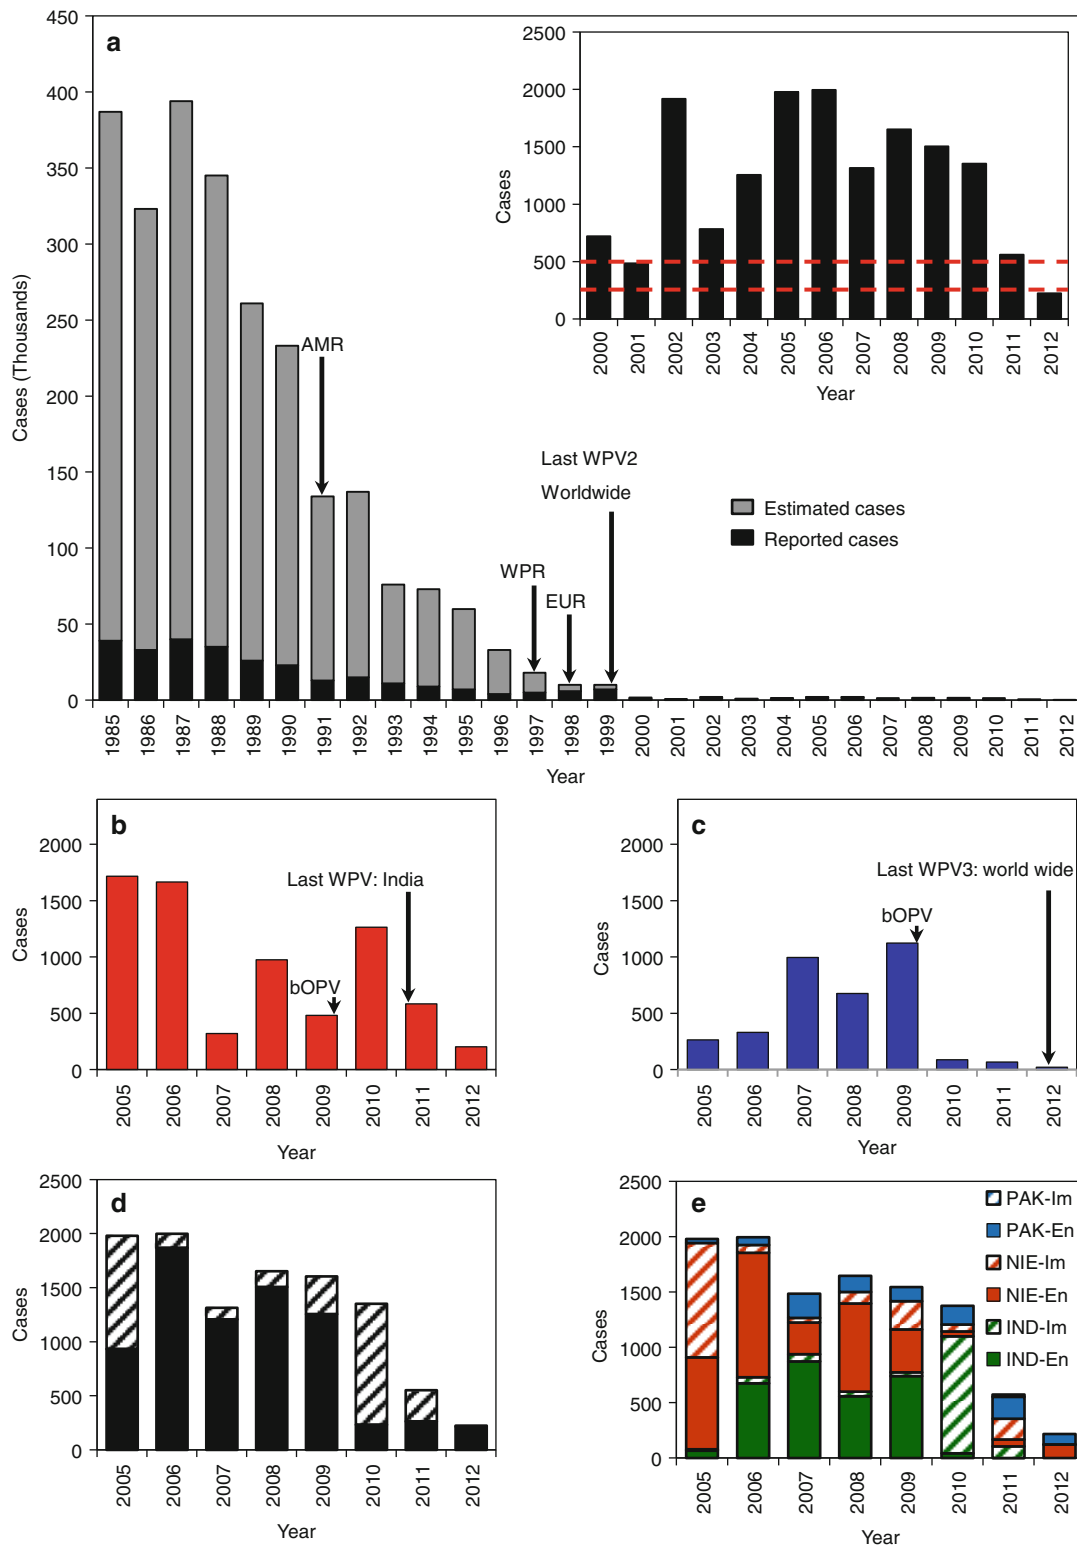 a
Cases (Thousands)
450
400
350
300
250
200
150
100
50
0
AMR
WPR
EUR
Last WPV2
Worldwide
Estimated cases
Reported cases
1985 1986 1987 1988 1989 1990 1991 1992 1993 1994 1995 1996 1997 1998 1999 2000 2001 2002 2003 2004 2005 2006 2007 2008 2009 2010 2011 2012
Year
Cases
2500
2000
1500
1000
500
0
2000 2001 2002 2003 2004 2005 2006 2007 2008 2009 2010 2011 2012
Year
b
Cases
2000
1500
1000
500
0
Last WPV: India
bOPV
2005 2006 2007 2008 2009 2010 2011 2012
Year
c
Cases
2000
1500
1000
500
0
Last WPV3: world wide
bOPV
2005 2006 2007 2008 2009 2010 2011 2012
Year
d
Cases
2500
2000
1500
1000
500
0
2005 2006 2007 2008 2009 2010 2011 2012
Year
e
Cases
2500
2000
1500
1000
500
0
PAK-Im
PAK-En
NIE-Im
NIE-En
IND-Im
IND-En
2005 2006 2007 2008 2009 2010 2011 2012
Year